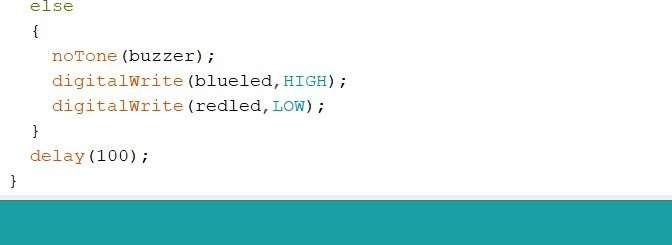 else
{
noTone(buzzer);
digitalWrite(blueled,HIGH);
digitalWrite(redled,LOW);
}
delay(100);
}